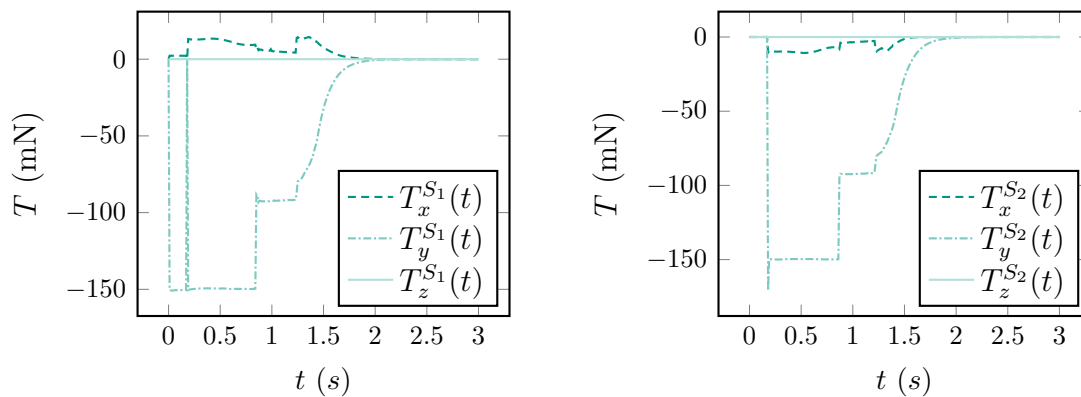 0
−50
−100
−150
T (mN)
0 0.5 1 1.5 2 2.5 3
t (s)
T_x^{S_1}(t)
T_y^{S_1}(t)
T_z^{S_1}(t)
0
−50
−100
−150
T (mN)
0 0.5 1 1.5 2 2.5 3
t (s)
T_x^{S_2}(t)
T_y^{S_2}(t)
T_z^{S_2}(t)